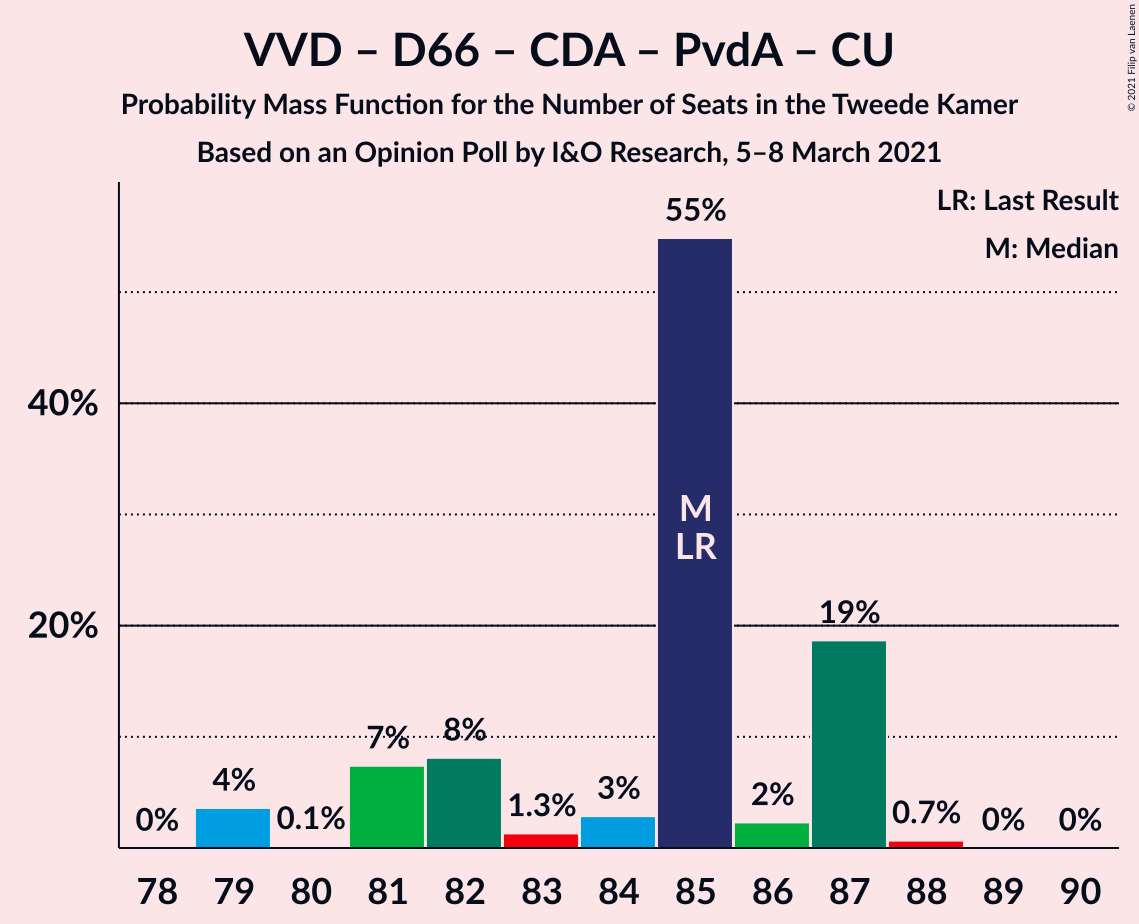 VVD – D66 – CDA – PvdA – CU
Probability Mass Function for the Number of Seats in the Tweede Kamer
Based on an Opinion Poll by I&O Research, 5–8 March 2021
© 2021 Filip van Laenen
LR: Last Result
M: Median
40%
20%
0%
4%
0.1%
7%
8%
1.3%
3%
55%
2%
19%
0.7%
0%
0%
M
LR
78 79 80 81 82 83 84 85 86 87 88 89 90